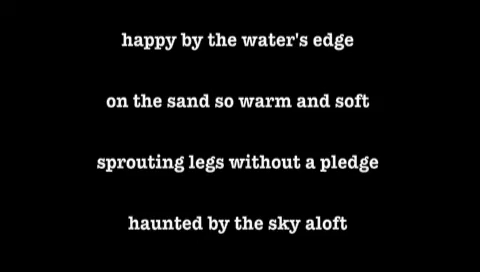 happy by the water's edge
on the sand so warm and soft
sprouting legs without a pledge
haunted by the sky aloft